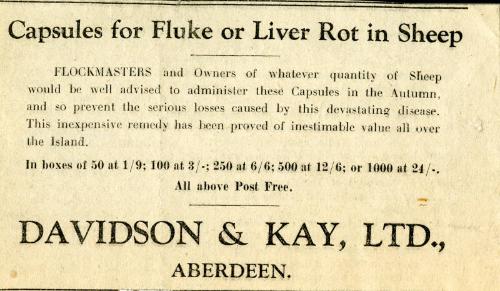 Capsules for Fluke or Liver Rot in Sheep
FLOCKMASTERS and Owners of whatever quantity of Sheep
would be well advised to administer these Capsules in the Autumn,
and so prevent the serious losses caused by this devastating disease.
This inexpensive remedy has been proved of inestimable value all over
the Island.
In boxes of 50 at 1/9; 100 at 3/-; 250 at 6/6; 500 at 12/6; or 1000 at 24/-.
All above Post Free.
DAVIDSON & KAY, LTD.,
ABERDEEN.